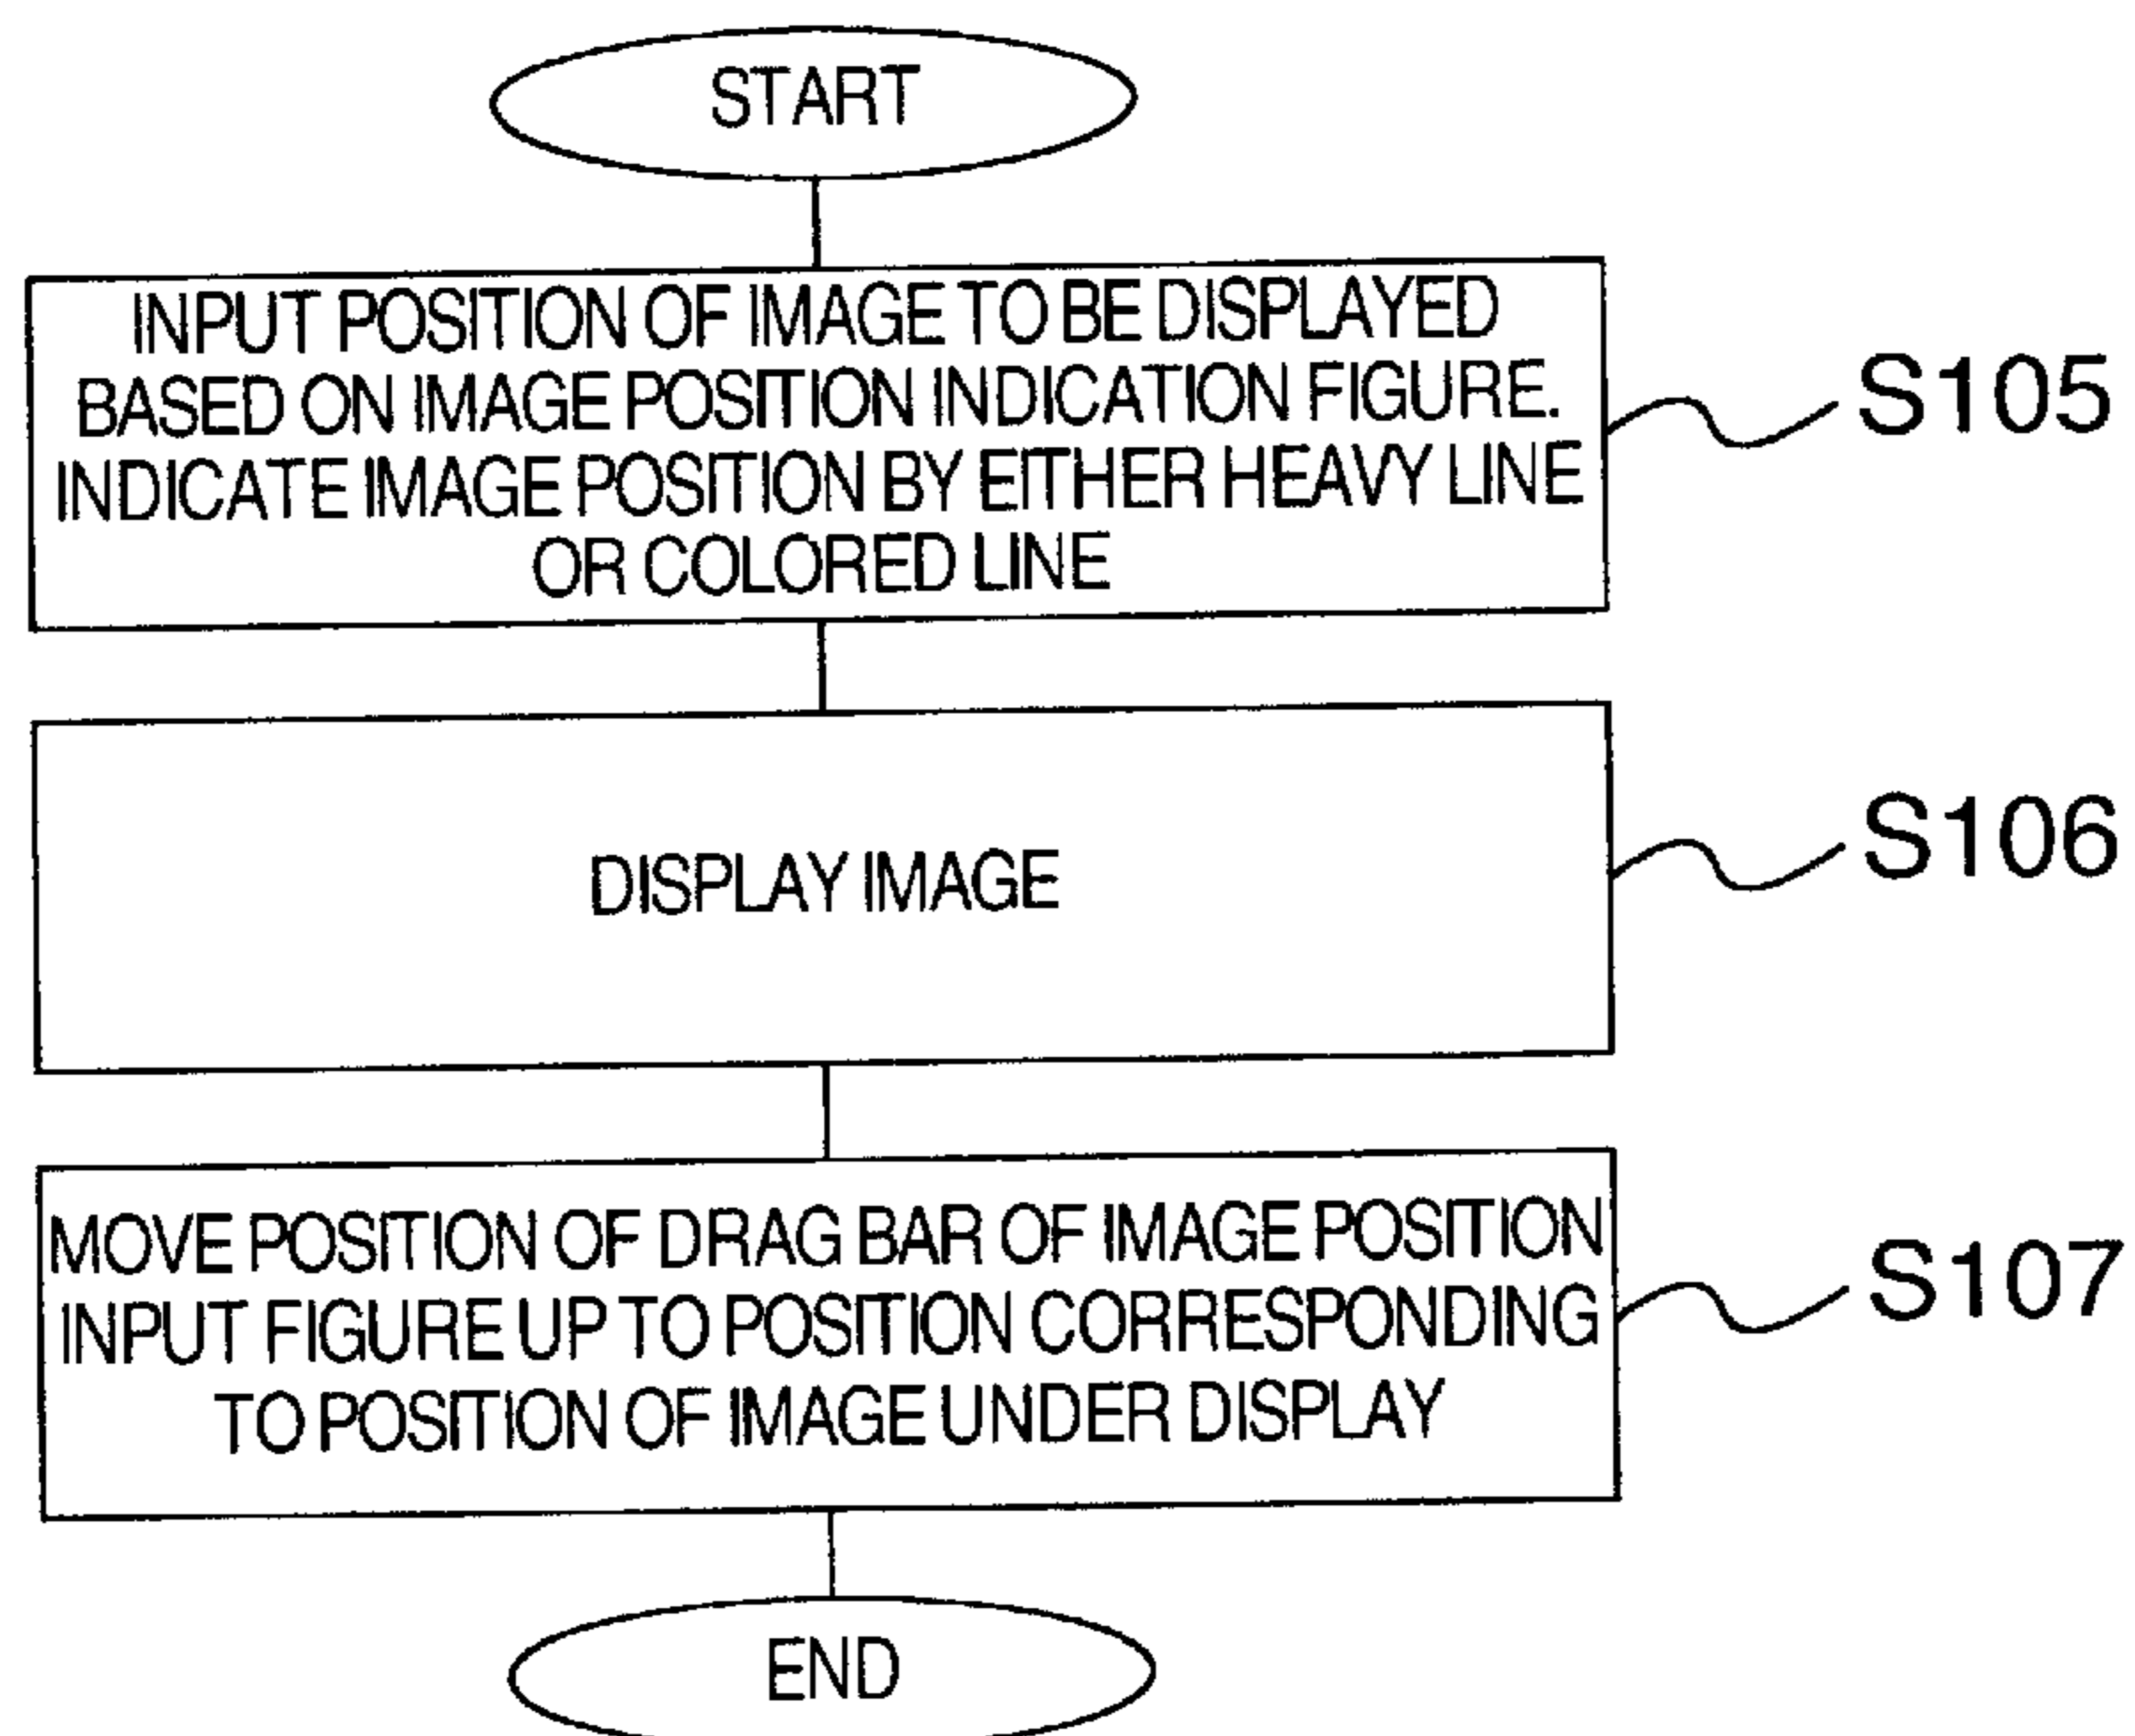 START
INPUT POSITION OF IMAGE TO BE DISPLAYED
BASED ON IMAGE POSITION INDICATION FIGURE.
INDICATE IMAGE POSITION BY EITHER HEAVY LINE
OR COLORED LINE
S105
DISPLAY IMAGE
S106
MOVE POSITION OF DRAG BAR OF IMAGE POSITION
INPUT FIGURE UP TO POSITION CORRESPONDING
TO POSITION OF IMAGE UNDER DISPLAY
S107
END